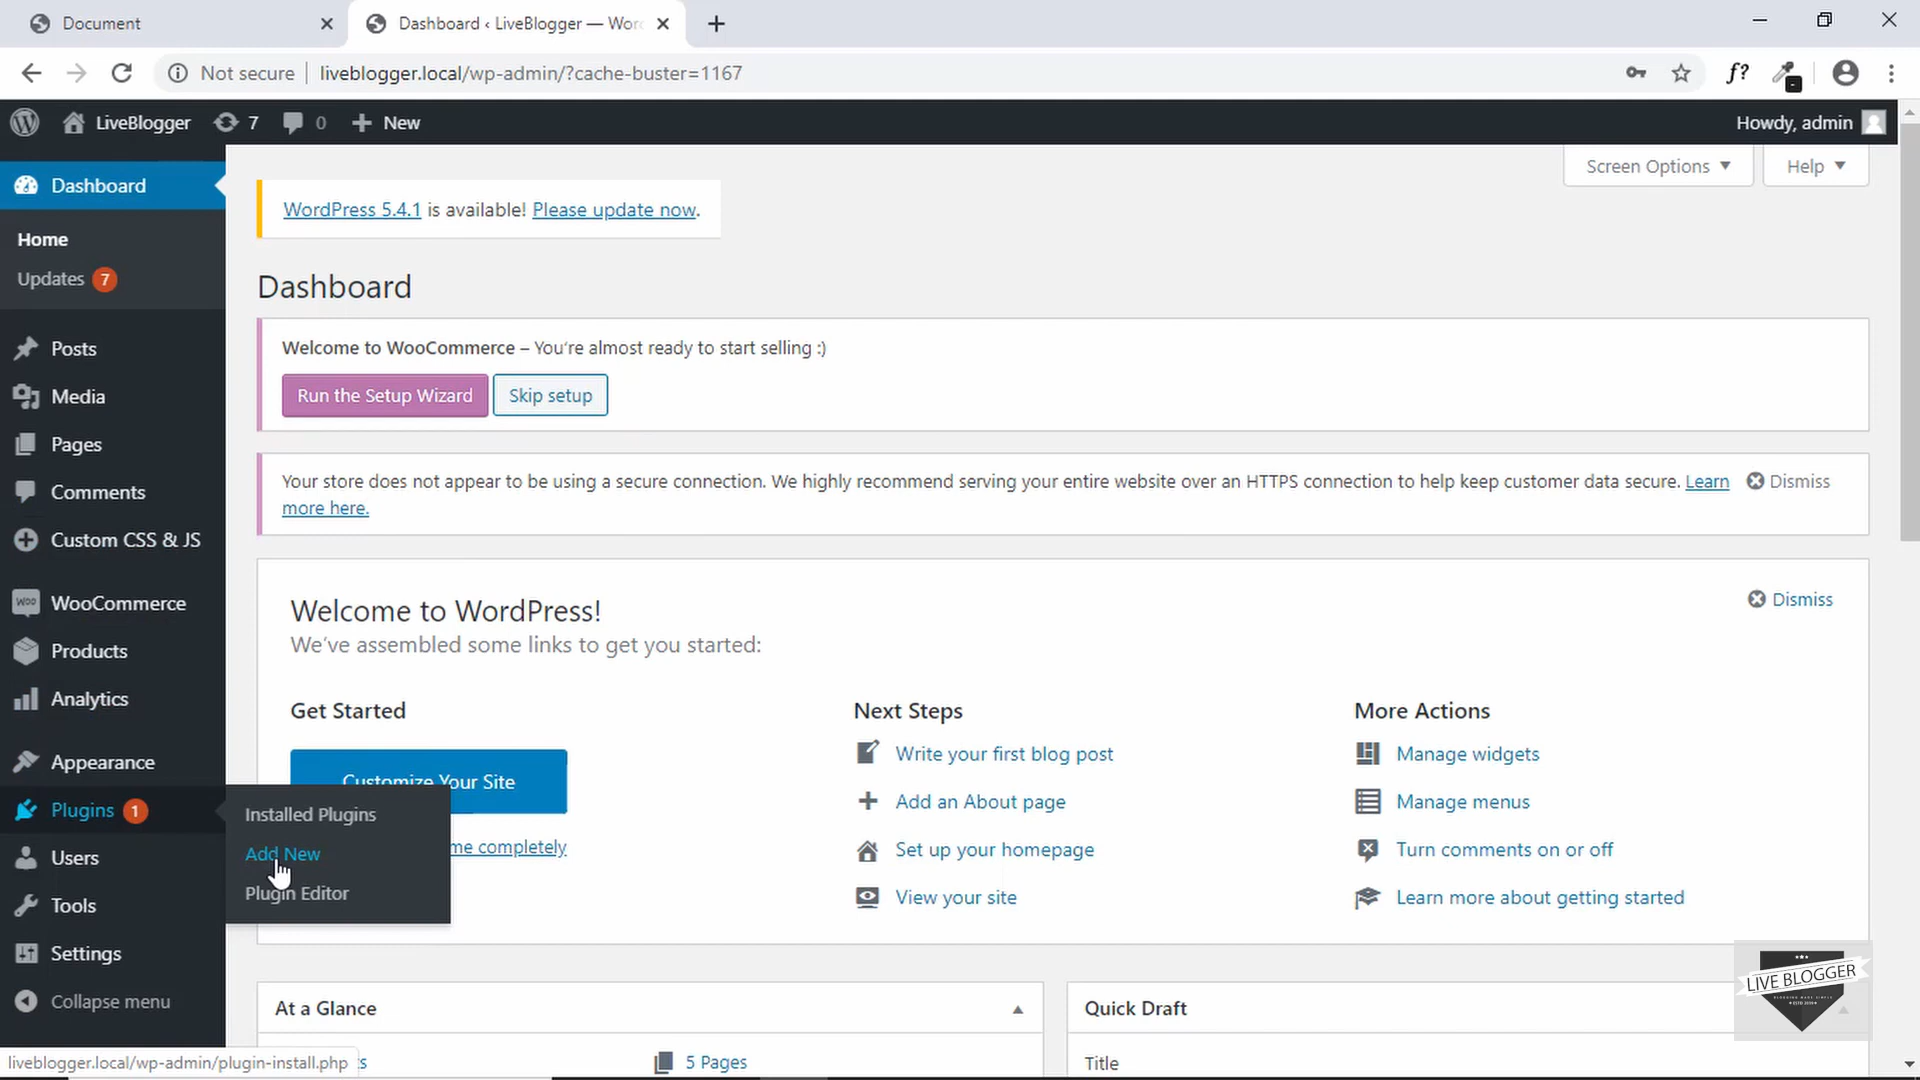 Document
Dashboard ‹ LiveBlogger — Wor
Not secure
liveblogger.local/wp-admin/?cache-buster=1167
f?
LiveBlogger
7
0
New
Howdy, admin
Screen Options
Help
Dashboard
Home
Updates 7
Posts
Media
Pages
Comments
Custom CSS & JS
WooCommerce
Products
Analytics
Appearance
Plugins 1
Users
Tools
Settings
Collapse menu
Installed Plugins
Add New
Plugin Editor
WordPress 5.4.1 is available! Please update now.
Dashboard
Welcome to WooCommerce – You're almost ready to start selling :)
Run the Setup Wizard
Skip setup
Your store does not appear to be using a secure connection. We highly recommend serving your entire website over an HTTPS connection to help keep customer data secure. Learn
more here.
Dismiss
Welcome to WordPress!
We've assembled some links to get you started:
Dismiss
Get Started
Customize Your Site
me completely
Next Steps
Write your first blog post
Add an About page
Set up your homepage
View your site
More Actions
Manage widgets
Manage menus
Turn comments on or off
Learn more about getting started
At a Glance
5 Pages
Quick Draft
Title
LIVE BLOGGER
liveblogger.local/wp-admin/plugin-install.php